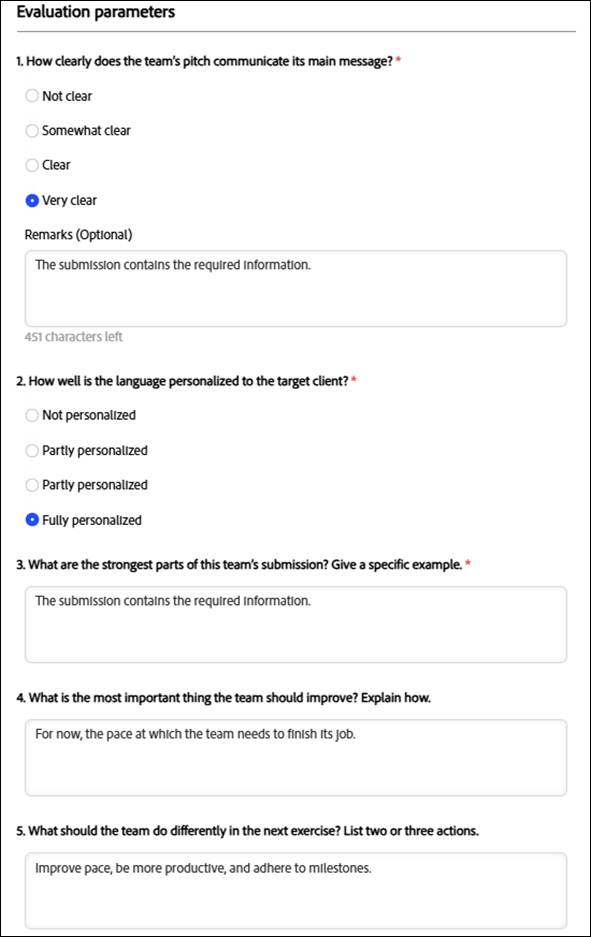 Evaluation parameters
1. How clearly does the team's pitch communicate its main message? *
Not clear
Somewhat clear
Clear
Very clear
Remarks (Optional)
The submission contains the required information.
451 characters left
2. How well is the language personalized to the target client? *
Not personalized
Partly personalized
Partly personalized
Fully personalized
3. What are the strongest parts of this team's submission? Give a specific example. *
The submission contains the required information.
4. What is the most important thing the team should improve? Explain how.
For now, the pace at which the team needs to finish its job.
5. What should the team do differently in the next exercise? List two or three actions.
Improve pace, be more productive, and adhere to milestones.